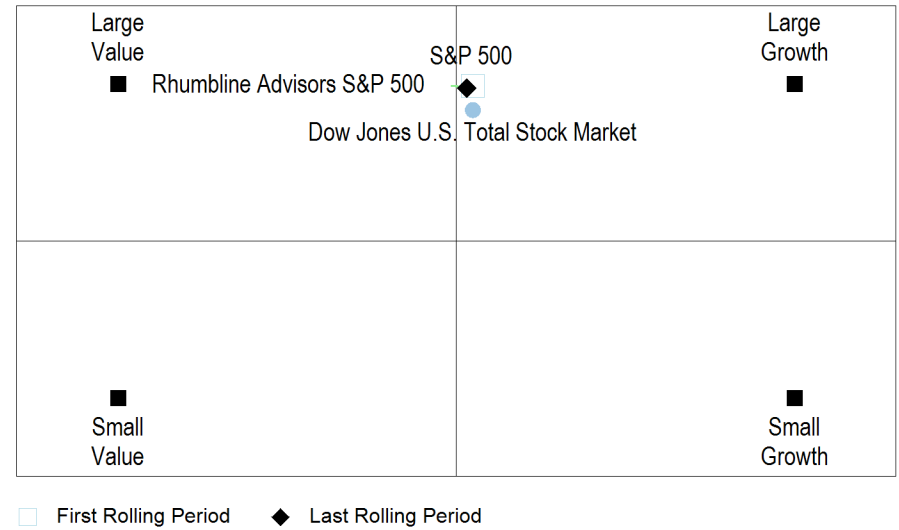 Large
Value
Large
Growth
S&P 500
Rhumbline Advisors S&P 500
Dow Jones U.S. Total Stock Market
Small
Value
Small
Growth
First Rolling Period
Last Rolling Period